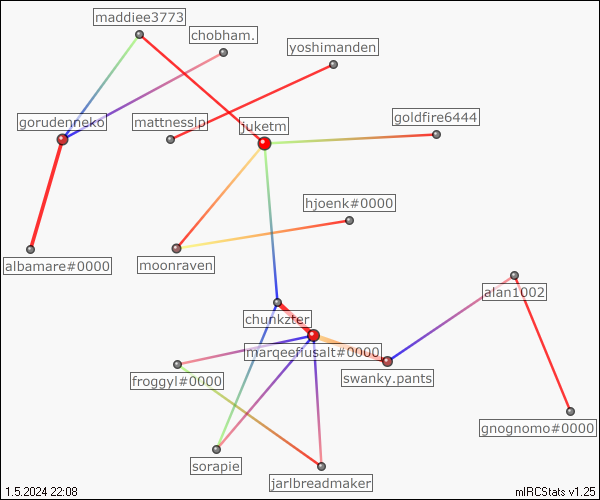 maddiee3773
chobham.
yoshimanden
gorudenneko
mattnesslp
juketm
goldfire6444
hjoenk#0000
albamare#0000
moonraven
alan1002
chunkzter
marqeefiusalt#0000
froggyl#0000
swanky.pants
gnognomo#0000
sorapie
jarlbreadmaker
1.5.2024 22:08
mIRCStats v1.25